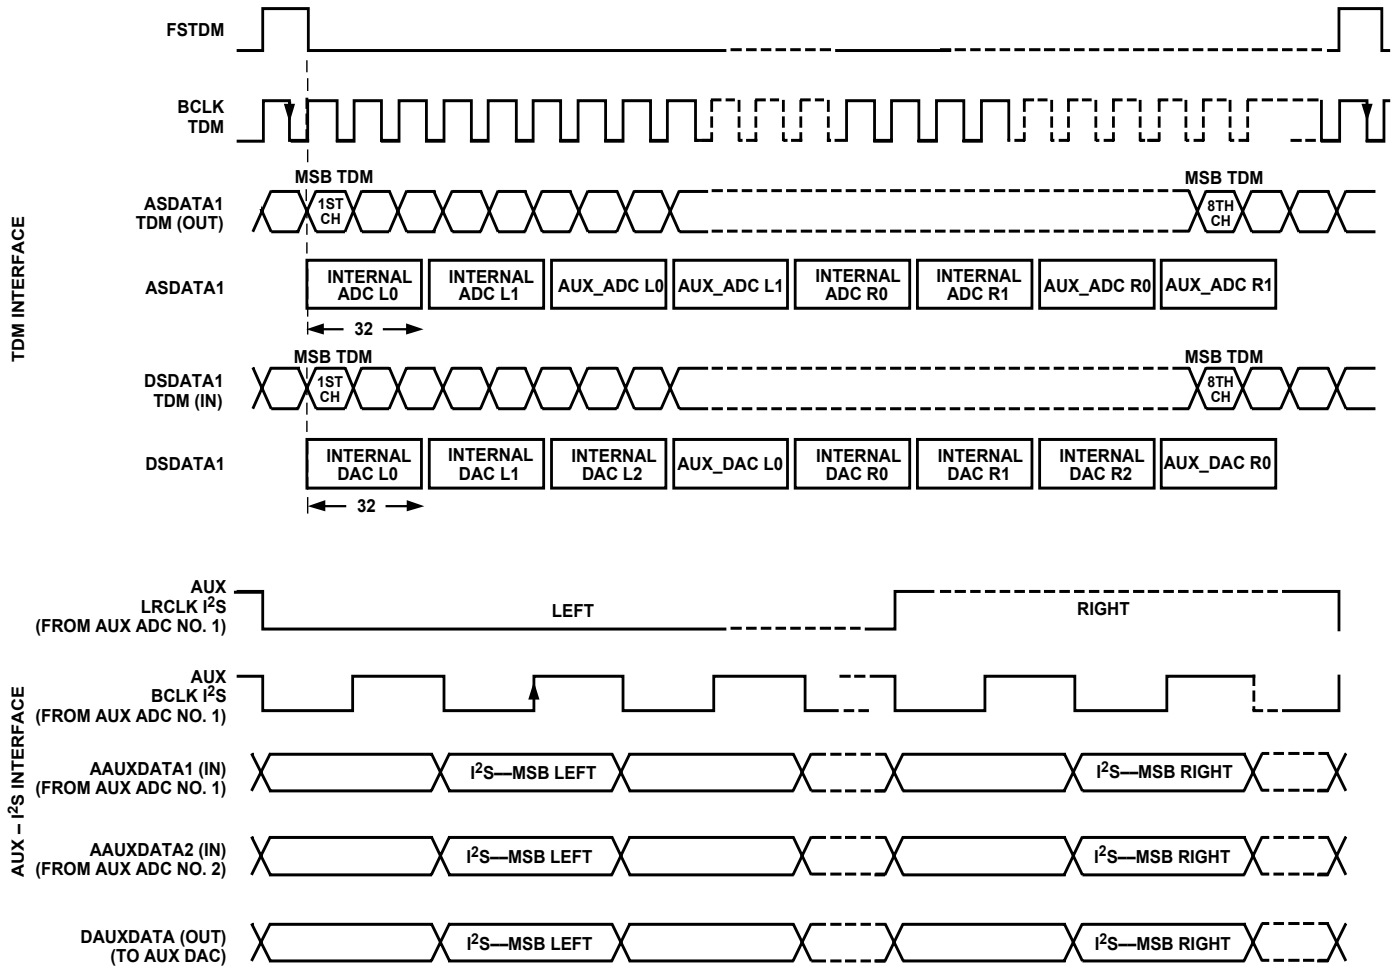 FSTDM
BCLK
TDM
TDM INTERFACE
MSB TDM
MSB TDM
ASDATA1
TDM (OUT)
1ST
CH
8TH
CH
ASDATA1
INTERNAL
ADC L0
INTERNAL
ADC L1
AUX_ADC L0
AUX_ADC L1
INTERNAL
ADC R0
INTERNAL
ADC R1
AUX_ADC R0
AUX_ADC R1
32
MSB TDM
MSB TDM
DSDATA1
TDM (IN)
1ST
CH
8TH
CH
DSDATA1
INTERNAL
DAC L0
INTERNAL
DAC L1
INTERNAL
DAC L2
AUX_DAC L0
INTERNAL
DAC R0
INTERNAL
DAC R1
INTERNAL
DAC R2
AUX_DAC R0
32
AUX
LRCLK I²S
(FROM AUX ADC NO. 1)
LEFT
RIGHT
AUX – I²S INTERFACE
AUX
BCLK I²S
(FROM AUX ADC NO. 1)
AAUXDATA1 (IN)
(FROM AUX ADC NO. 1)
I²S—MSB LEFT
I²S—MSB RIGHT
AAUXDATA2 (IN)
(FROM AUX ADC NO. 2)
I²S—MSB LEFT
I²S—MSB RIGHT
DAUXDATA (OUT)
(TO AUX DAC)
I²S—MSB LEFT
I²S—MSB RIGHT